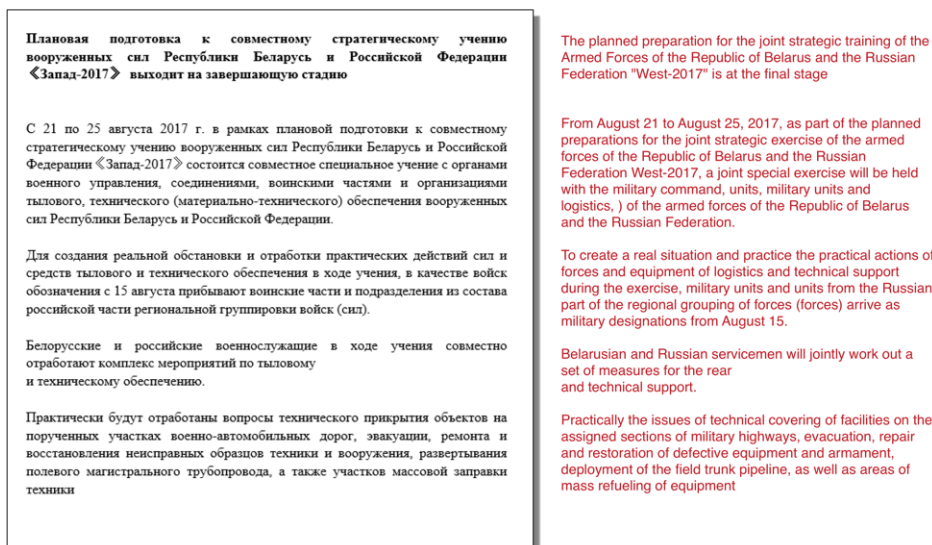 Плановая подготовка к совместному стратегическому учению
вооруженных сил Республики Беларусь и Российской Федерации
《Запад-2017》 выходит на завершающую стадию
С 21 по 25 августа 2017 г. в рамках плановой подготовки к совместному
стратегическому учению вооруженных сил Республики Беларусь и Российской
Федерации《Запад-2017》состоится совместное специальное учение с органами
военного управления, соединениями, воинскими частями и организациями
тылового, технического (материально-технического) обеспечения вооруженных
сил Республики Беларусь и Российской Федерации.
Для создания реальной обстановки и отработки практических действий сил и
средств тылового и технического обеспечения в ходе учения, в качестве войск
обозначения с 15 августа прибывают воинские части и подразделения из состава
российской части региональной группировки войск (сил).
Белорусские и российские военнослужащие в ходе учения совместно
отработают комплекс мероприятий по тыловому
и техническому обеспечению.
Практически будут отработаны вопросы технического прикрытия объектов на
порученных участках военно-автомобильных дорог, эвакуации, ремонта и
восстановления неисправных образцов техники и вооружения, развертывания
полевого магистрального трубопровода, а также участков массовой заправки
техники
The planned preparation for the joint strategic training of the
Armed Forces of the Republic of Belarus and the Russian
Federation "West-2017" is at the final stage
From August 21 to August 25, 2017, as part of the planned
preparations for the joint strategic exercise of the armed
forces of the Republic of Belarus and the Russian
Federation West-2017, a joint special exercise will be held
with the military command, units, military units and
logistics, ) of the armed forces of the Republic of Belarus
and the Russian Federation.
To create a real situation and practice the practical actions of
forces and equipment of logistics and technical support
during the exercise, military units and units from the Russian
part of the regional grouping of forces (forces) arrive as
military designations from August 15.
Belarusian and Russian servicemen will jointly work out a
set of measures for the rear
and technical support.
Practically the issues of technical covering of facilities on the
assigned sections of military highways, evacuation, repair
and restoration of defective equipment and armament,
deployment of the field trunk pipeline, as well as areas of
mass refueling of equipment